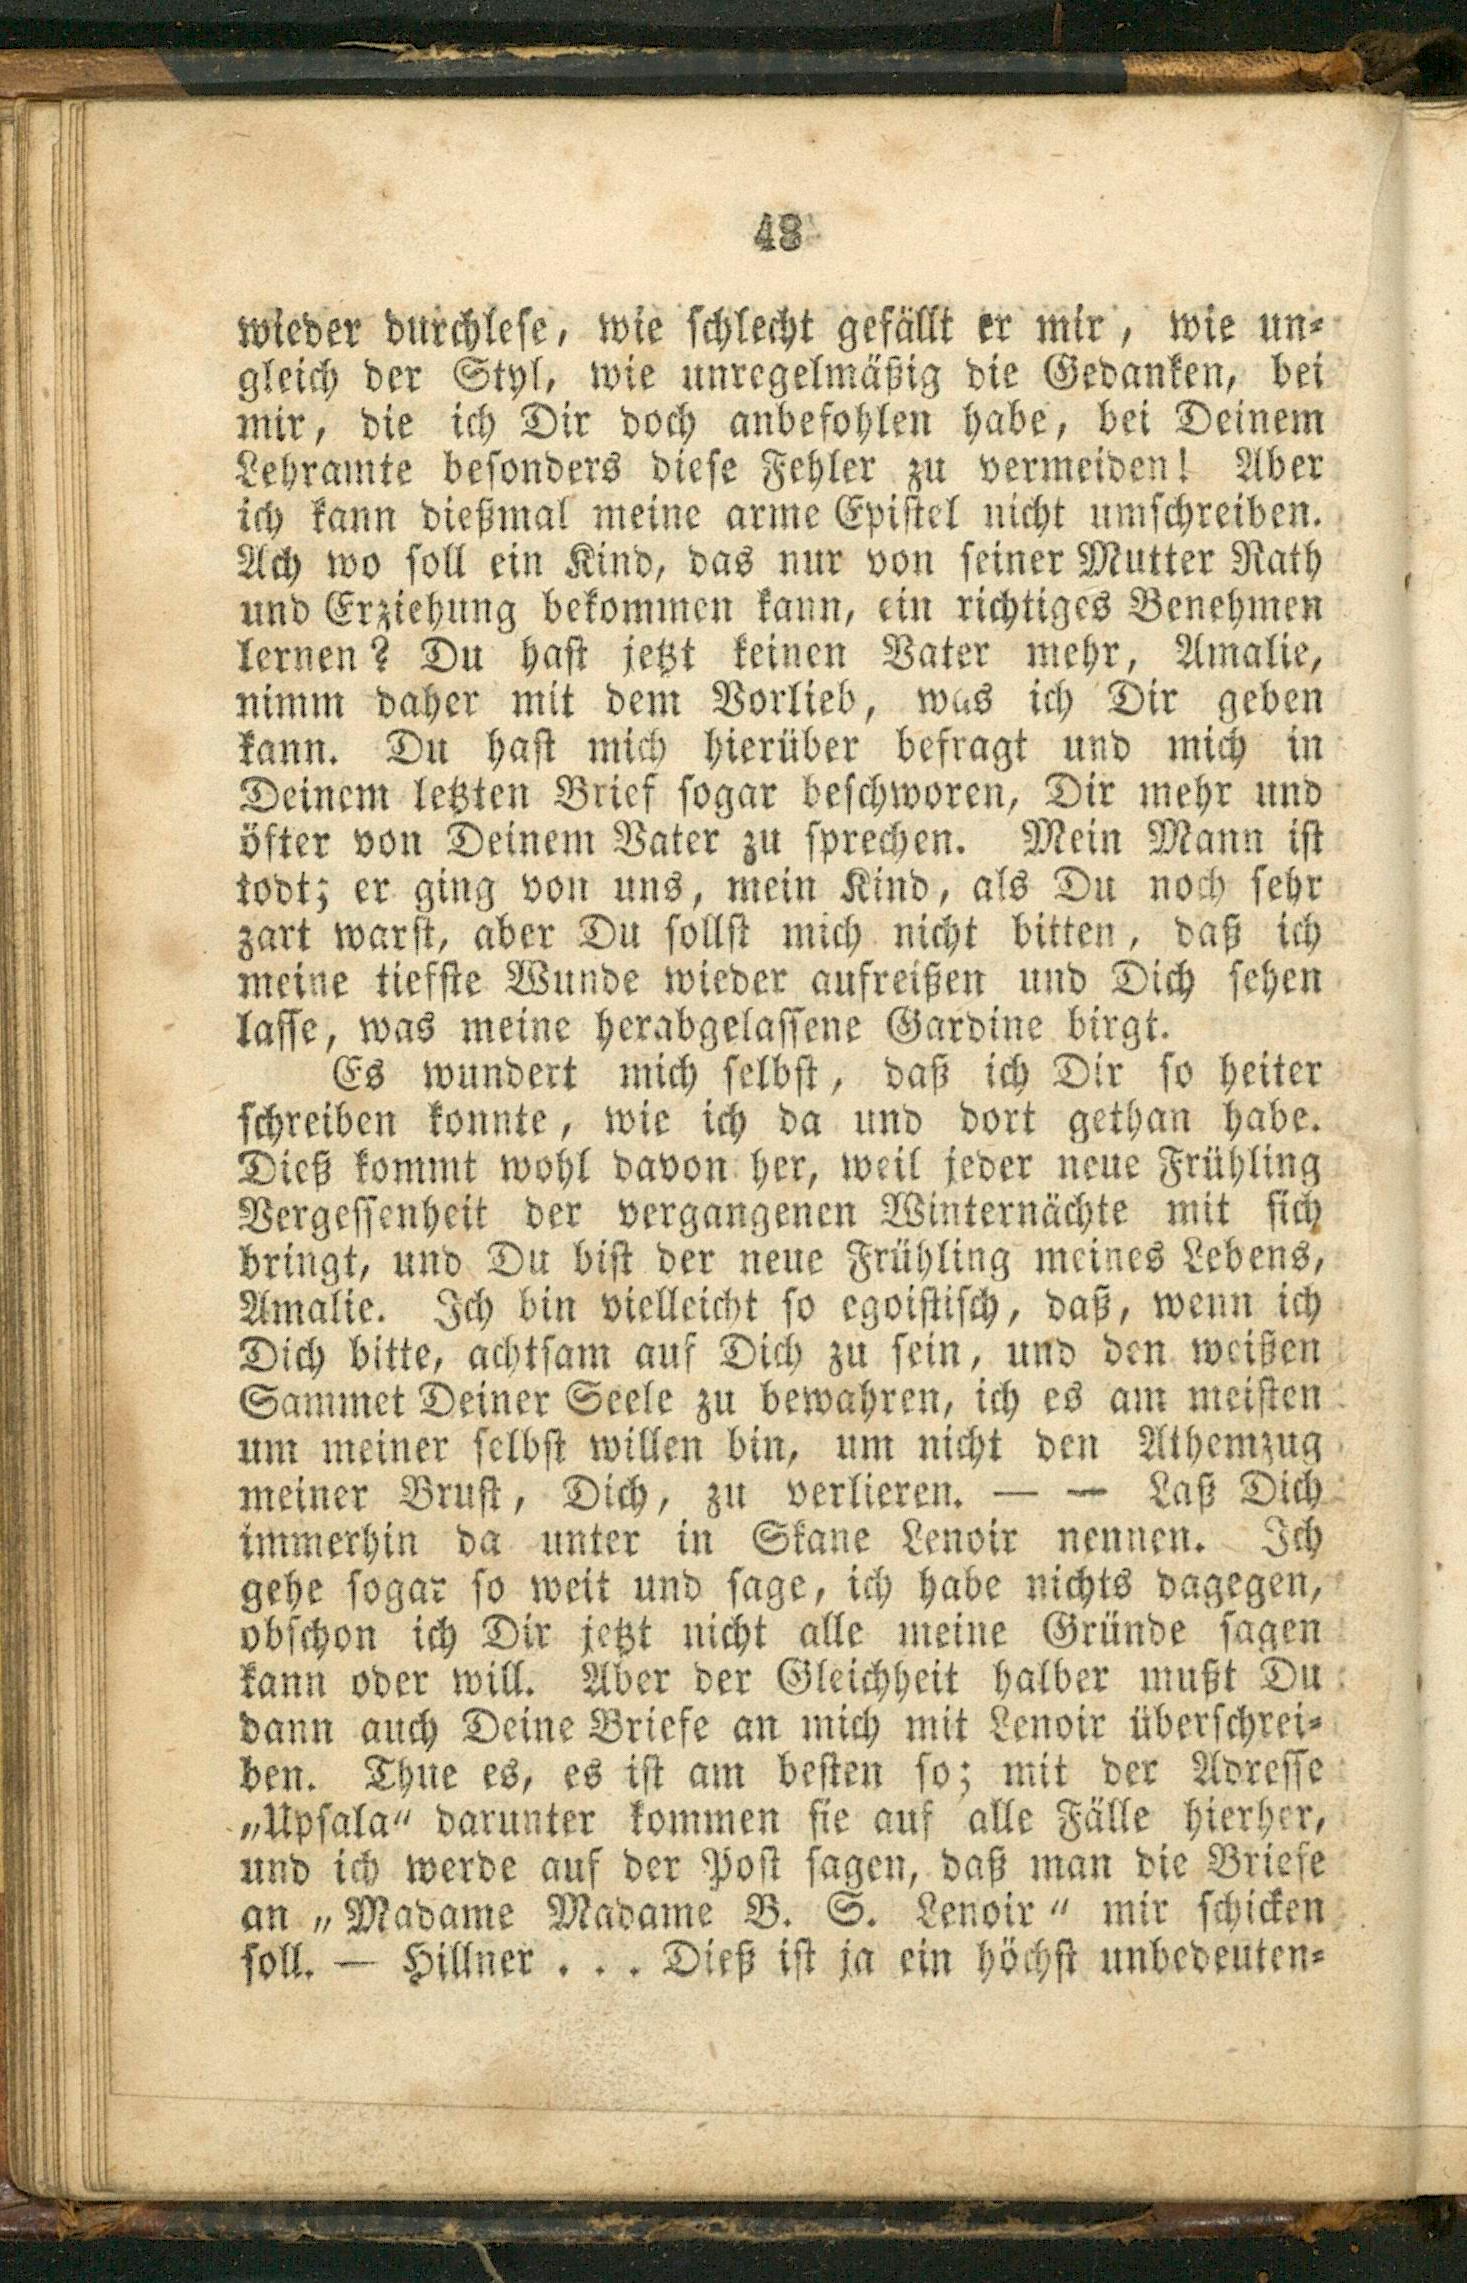 48
wieder durchlese, wie schlecht gefällt er mir, wie un-
gleich der Styl, wie unregelmäßig die Gedanken, bei
mir, die ich Dir doch anbefohlen habe, bei Deinem
Lehramte besonders diese Fehler zu vermeiden! Aber
ich kann dießmal meine arme Epistel nicht umschreiben.
Ach wo soll ein Kind, das nur von seiner Mutter Rath
und Erziehung bekommen kann, ein richtiges Benehmen
lernen? Du hast jetzt keinen Vater mehr, Amalie,
nimm daher mit dem Vorlieb, was ich Dir geben
kann. Du hast mich hierüber befragt und mich in
Deinem letzten Brief sogar beschworen, Dir mehr und
öfter von Deinem Vater zu sprechen. Mein Mann ist
todt; er ging von uns, mein Kind, als Du noch sehr
zart warst, aber Du sollst mich nicht bitten, daß ich
meine tiefste Wunde wieder aufreißen und Dich sehen
lasse, was meine herabgelassene Gardine birgt.
Es wundert mich selbst, daß ich Dir so heiter
schreiben konnte, wie ich da und dort gethan habe.
Dieß kommt wohl davon her, weil jeder neue Frühling
Vergessenheit der vergangenen Winternächte mit sich
bringt, und Du bist der neue Frühling meines Lebens,
Amalie. Ich bin vielleicht so egoistisch, daß, wenn ich
Dich bitte, achtsam auf Dich zu sein, und den weißen
Sammet Deiner Seele zu bewahren, ich es am meisten
um meiner selbst willen bin, um nicht den Athemzug
meiner Brust, Dich, zu verlieren. — — Laß Dich
immerhin da unter in Skane Lenoir nennen. Ich
gehe sogar so weit und sage, ich habe nichts dagegen,
obschon ich Dir jetzt nicht alle meine Gründe sagen
kann oder will. Aber der Gleichheit halber mußt Du
dann auch Deine Briefe an mich mit Lenoir überschrei-
ben. Thue es, es ist am besten so; mit der Adresse
„Upsala“ darunter kommen sie auf alle Fälle hierher,
und ich werde auf der Post sagen, daß man die Briefe
an „Madame Madame B. S. Lenoir“ mir schicken
soll. — Hillner . . . Dieß ist ja ein höchst unbedeuten-